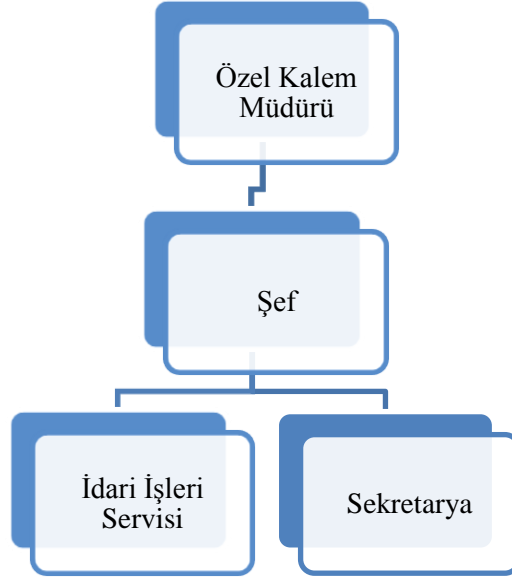 Özel Kalem
Müdürü
Şef
İdari İşleri
Servisi
Sekretarya